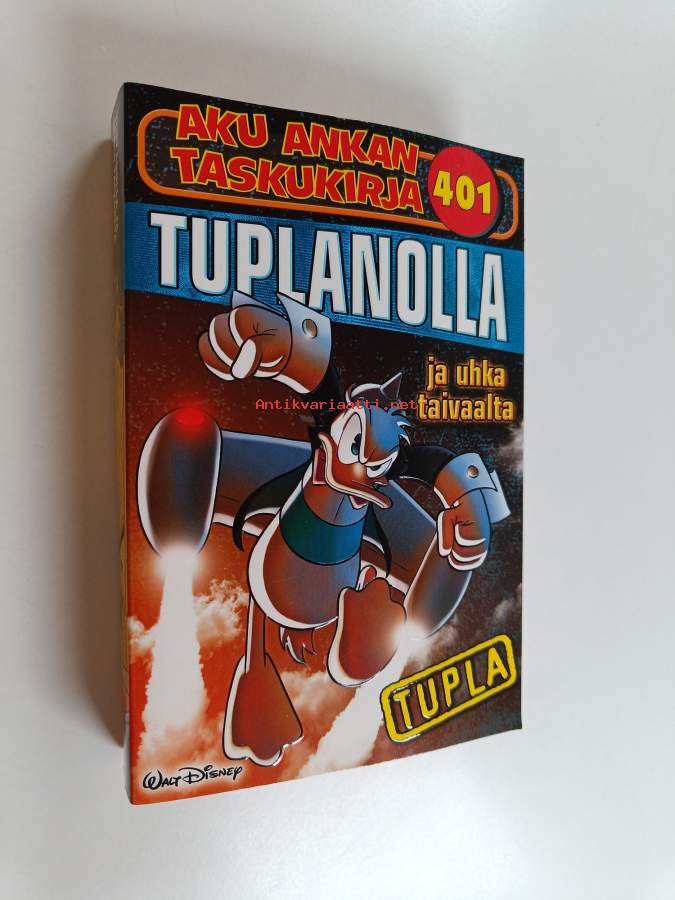 AKU ANKAN
TASKUKIRJA
401
TUPLANOLLA
ja uhka
taivaalta
Antikvariaatti.net
TUPLA
WALT DISNEY